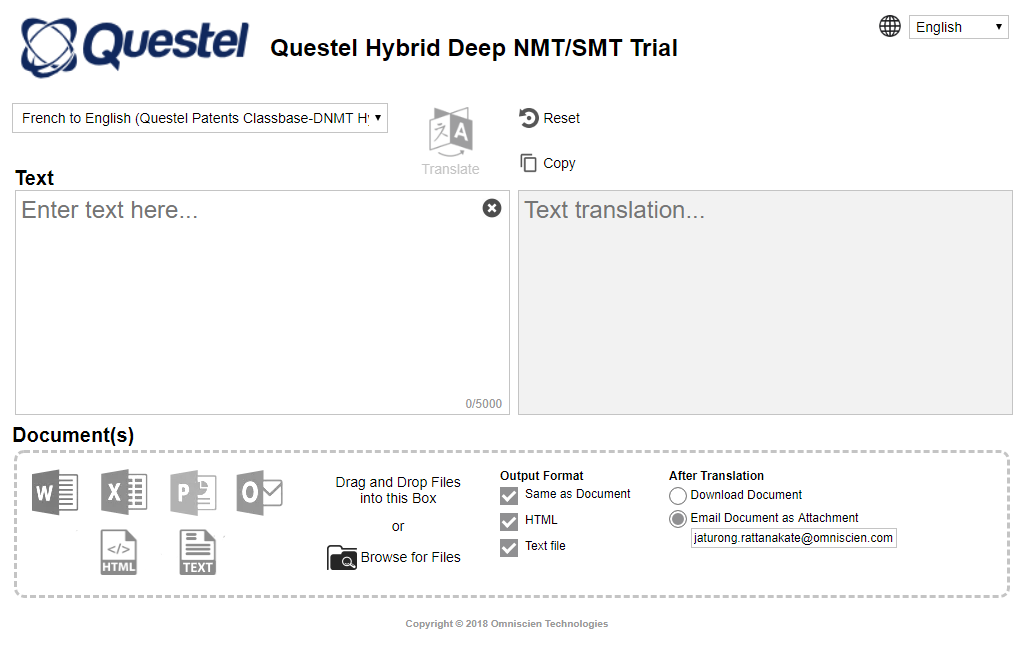 Questel
Questel Hybrid Deep NMT/SMT Trial
English
French to English (Questel Patents Classbase-DNMT Hy
Translate
Reset
Copy
Text
Enter text here...
Text translation...
0/5000
Document(s)
W
X
P
O
</>
HTML
TEXT
Drag and Drop Files
into this Box
or
Browse for Files
Output Format
Same as Document
HTML
Text file
After Translation
Download Document
Email Document as Attachment
jaturong.rattanakate@omniscien.com
Copyright © 2018 Omniscien Technologies